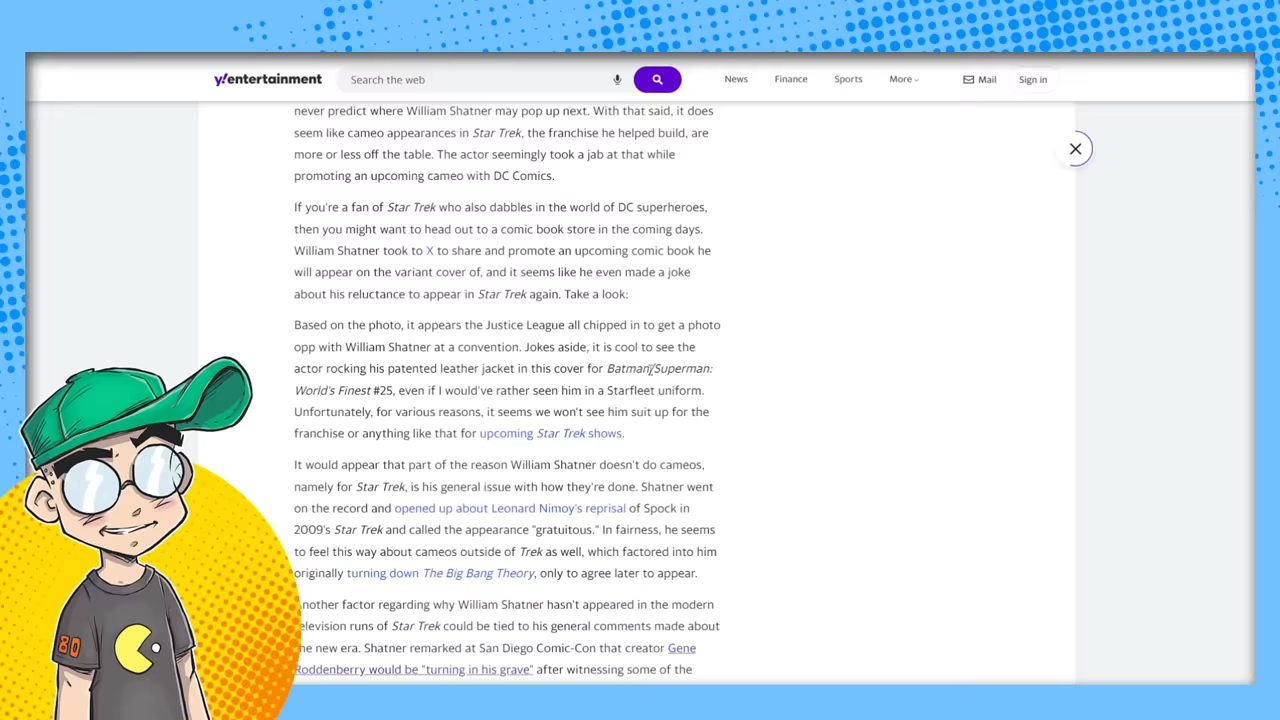 y!entertainment
Search the web
News
Finance
Sports
More
Mail
Sign in
never predict where William Shatner may pop up next. With that said, it does
seem like cameo appearances in Star Trek, the franchise he helped build, are
more or less off the table. The actor seemingly took a jab at that while
promoting an upcoming cameo with DC Comics.
If you're a fan of Star Trek who also dabbles in the world of DC superheroes,
then you might want to head out to a comic book store in the coming days.
William Shatner took to X to share and promote an upcoming comic book he
will appear on the variant cover of, and it seems like he even made a joke
about his reluctance to appear in Star Trek again. Take a look:
Based on the photo, it appears the Justice League all chipped in to get a photo
opp with William Shatner at a convention. Jokes aside, it is cool to see the
actor rocking his patented leather jacket in this cover for Batman/Superman:
World's Finest #25, even if I would've rather seen him in a Starfleet uniform.
Unfortunately, for various reasons, it seems we won't see him suit up for the
franchise or anything like that for upcoming Star Trek shows.
It would appear that part of the reason William Shatner doesn't do cameos,
namely for Star Trek, is his general issue with how they're done. Shatner went
on the record and opened up about Leonard Nimoy's reprisal of Spock in
2009's Star Trek and called the appearance "gratuitous." In fairness, he seems
to feel this way about cameos outside of Trek as well, which factored into him
originally turning down The Big Bang Theory, only to agree later to appear.
nother factor regarding why William Shatner hasn't appeared in the modern
elevision runs of Star Trek could be tied to his general comments made about
he new era. Shatner remarked at San Diego Comic-Con that creator Gene
Roddenberry would be "turning in his grave" after witnessing some of the
80